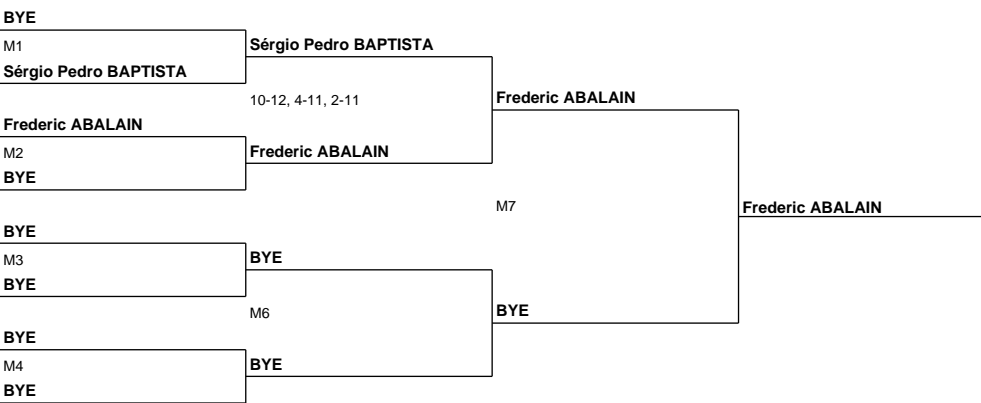 BYE
M1
Sérgio Pedro BAPTISTA
Sérgio Pedro BAPTISTA
10-12, 4-11, 2-11
Frederic ABALAIN
Frederic ABALAIN
M2
BYE
Frederic ABALAIN
M7
Frederic ABALAIN
BYE
M3
BYE
BYE
M6
BYE
BYE
M4
BYE
BYE